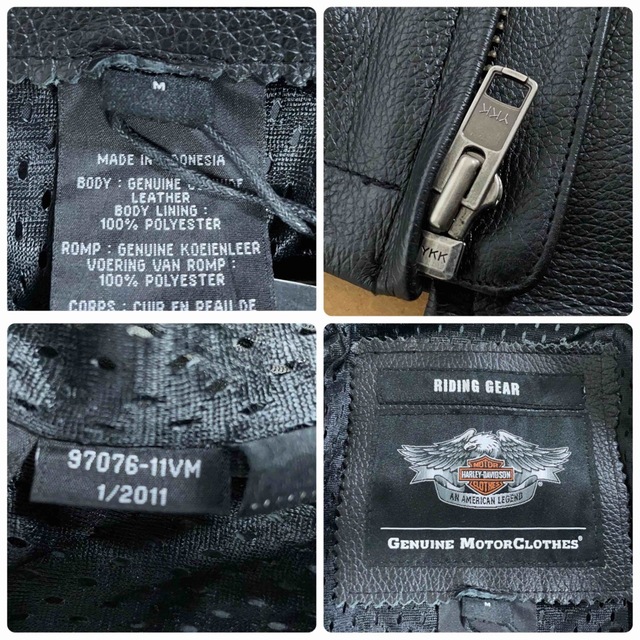 M
MADE IN INDONESIA
BODY : GENUINE
LEATHER
BODY LINING :
100% POLYESTER
ROMP : GENUINE KOEIENLEER
VOERING VAN ROMP :
100% POLYESTER
CORPS : CUIR EN PEAU DE
YKK
YKK
97076-11VM
1/2011
RIDING GEAR
MOTOR
HARLEY-DAVIDSON
CLOTHES
AN AMERICAN LEGEND
GENUINE MOTORCLOTHES®
M